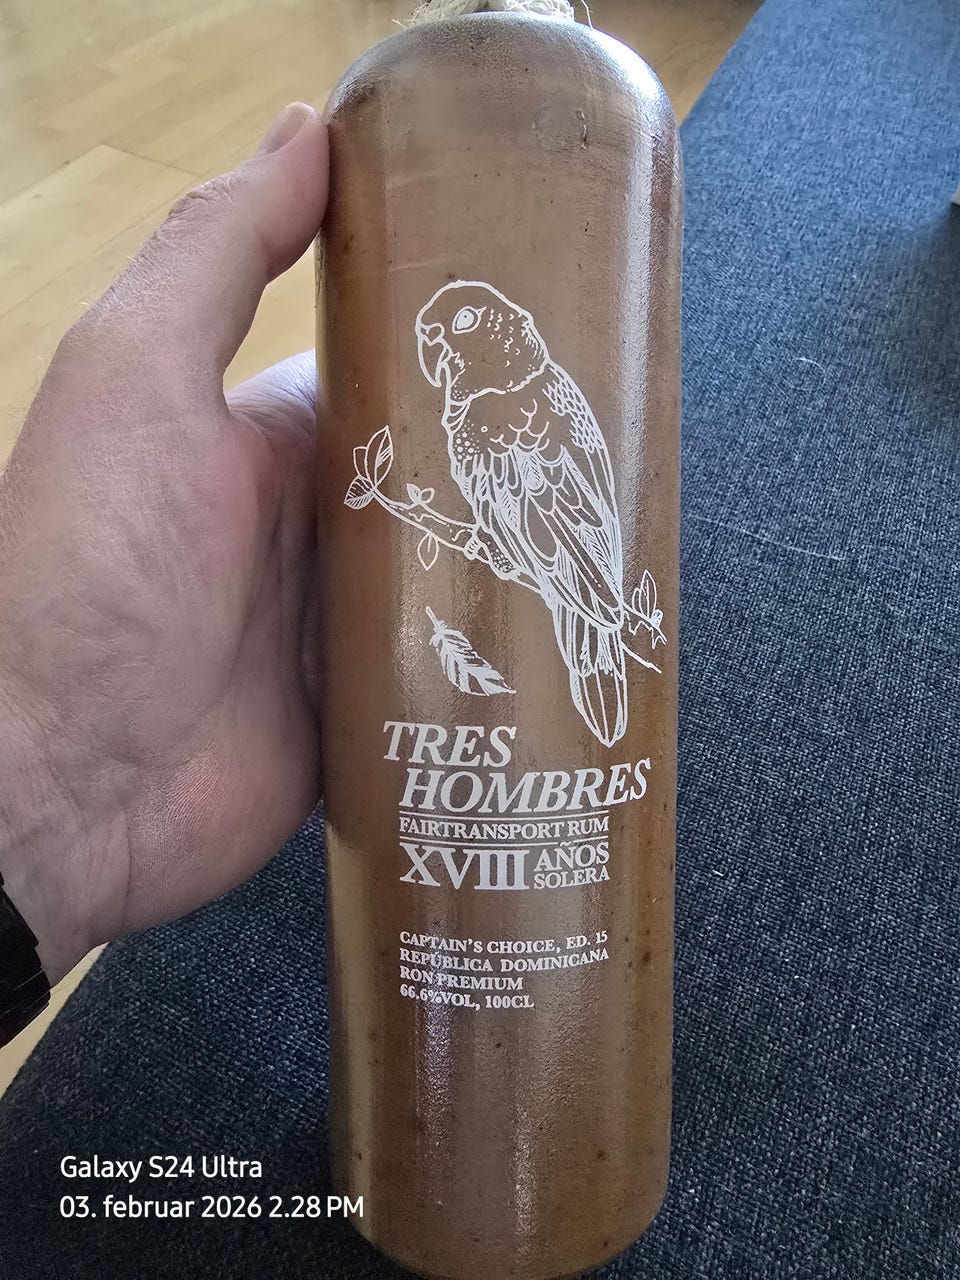 TRES
HOMBRES
FAIRTRANSPORT RUM
XVIII AÑOS
SOLERA
CAPTAIN'S CHOICE, ED. 15
REPÚBLICA DOMINICANA
RON PREMIUM
66.6%VOL, 100CL
Galaxy S24 Ultra
03. februar 2026 2.28 PM